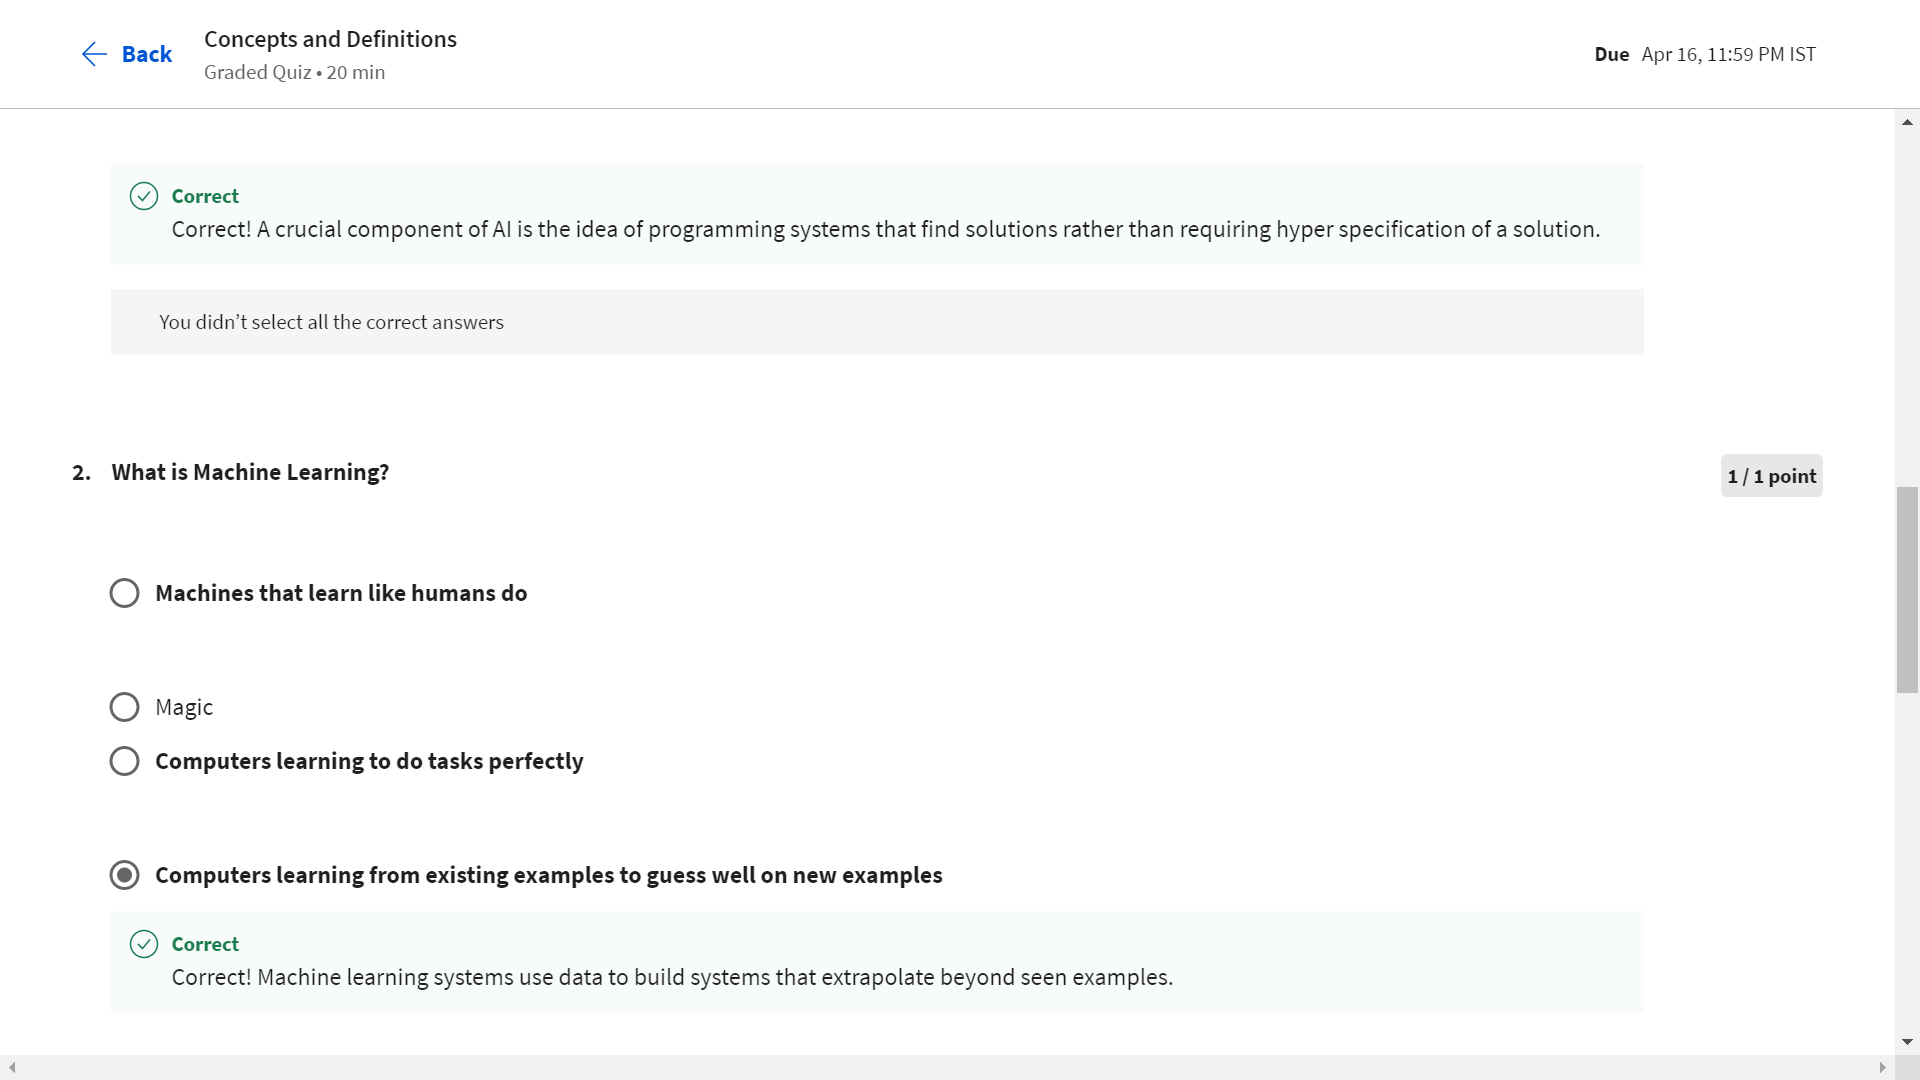 Back
Concepts and Definitions
Graded Quiz • 20 min
Due Apr 16, 11:59 PM IST
Correct
Correct! A crucial component of AI is the idea of programming systems that find solutions rather than requiring hyper specification of a solution.
You didn’t select all the correct answers
2. What is Machine Learning?
1 / 1 point
Machines that learn like humans do
Magic
Computers learning to do tasks perfectly
Computers learning from existing examples to guess well on new examples
Correct
Correct! Machine learning systems use data to build systems that extrapolate beyond seen examples.